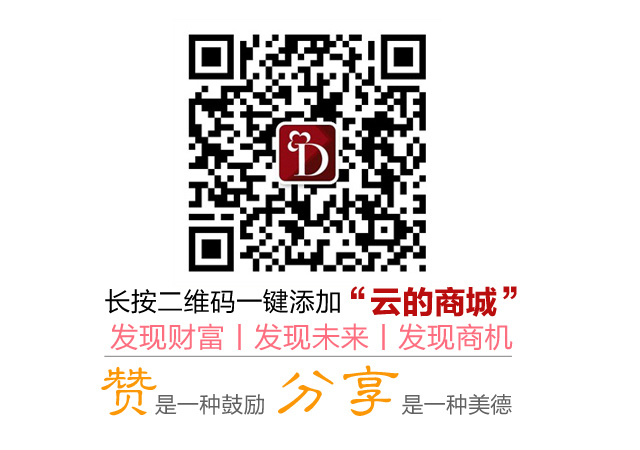 D
长按二维码一键添加“云的商城”
发现财富丨发现未来丨发现商机
赞是一种鼓励 分享是一种美德